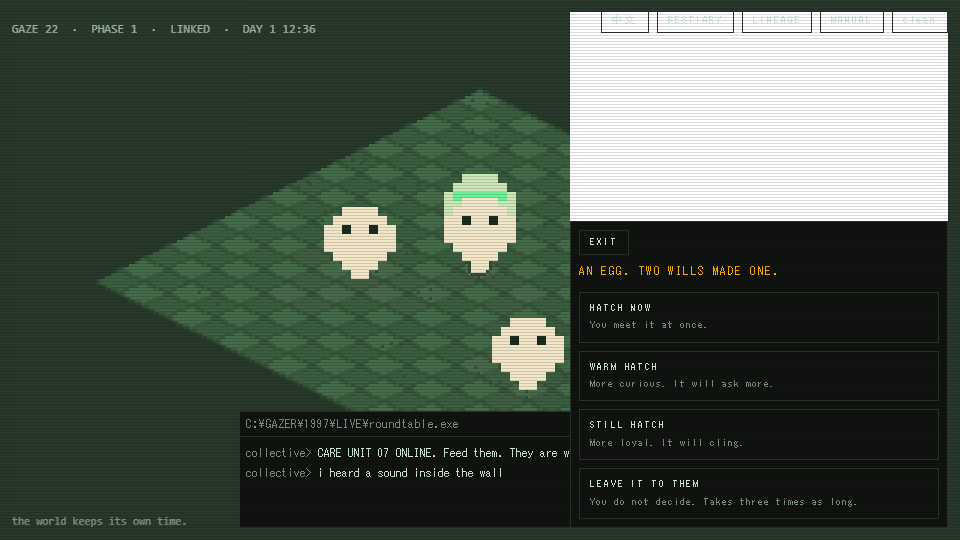 GAZE 22 · PHASE 1 · LINKED · DAY 1 12:36
中文 BESTIARY LINEAGE MANUAL clean
EXIT
AN EGG. TWO WILLS MADE ONE.
HATCH NOW
You meet it at once.
WARM HATCH
More curious. It will ask more.
STILL HATCH
More loyal. It will cling.
LEAVE IT TO THEM
You do not decide. Takes three times as long.
C:¥GAZER¥1997¥LIVE¥roundtable.exe
collective> CARE UNIT 07 ONLINE. Feed them. They are w
collective> i heard a sound inside the wall
the world keeps its own time.